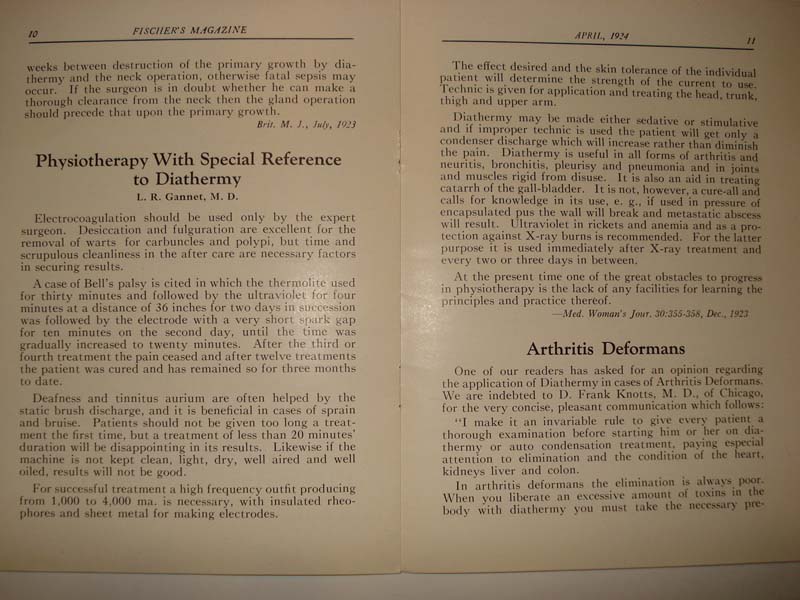 10
FISCHER'S MAGAZINE
weeks between destruction of the primary growth by dia-
thermy and the neck operation, otherwise fatal sepsis may
occur. If the surgeon is in doubt whether he can make a
thorough clearance from the neck then the gland operation
should precede that upon the primary growth.
Brit. M. J., July, 1923
Physiotherapy With Special Reference
to Diathermy
L. R. Gannet, M. D.
Electrocoagulation should be used only by the expert
surgeon. Desiccation and fulguration are excellent for the
removal of warts for carbuncles and polypi, but time and
scrupulous cleanliness in the after care are necessary factors
in securing results.
A case of Bell's palsy is cited in which the thermolite used
for thirty minutes and followed by the ultraviolet for four
minutes at a distance of 36 inches for two days in succession
was followed by the electrode with a very short spark gap
for ten minutes on the second day, until the time was
gradually increased to twenty minutes. After the third or
fourth treatment the pain ceased and after twelve treatments
the patient was cured and has remained so for three months
to date.
Deafness and tinnitus aurium are often helped by the
static brush discharge, and it is beneficial in cases of sprain
and bruise. Patients should not be given too long a treat-
ment the first time, but a treatment of less than 20 minutes'
duration will be disappointing in its results. Likewise if the
machine is not kept clean, light, dry, well aired and well
oiled, results will not be good.
For successful treatment a high frequency outfit producing
from 1,000 to 4,000 ma. is necessary, with insulated rheo-
phores and sheet metal for making electrodes.
APRIL, 1924
11
The effect desired and the skin tolerance of the individual
patient will determine the strength of the current to use.
Technic is given for application and treating the head, trunk,
thigh and upper arm.
Diathermy may be made either sedative or stimulative
and if improper technic is used the patient will get only a
condenser discharge which will increase rather than diminish
the pain. Diathermy is useful in all forms of arthritis and
neuritis, bronchitis, pleurisy and pneumonia and in joints
and muscles rigid from disuse. It is also an aid in treating
catarrh of the gall-bladder. It is not, however, a cure-all and
calls for knowledge in its use, e. g., if used in pressure of
encapsulated pus the wall will break and metastatic abscess
will result. Ultraviolet in rickets and anemia and as a pro-
tection against X-ray burns is recommended. For the latter
purpose it is used immediately after X-ray treatment and
every two or three days in between.
At the present time one of the great obstacles to progress
in physiotherapy is the lack of any facilities for learning the
principles and practice thereof.
—Med. Woman's Jour. 30:355-358, Dec., 1923
Arthritis Deformans
One of our readers has asked for an opinion regarding
the application of Diathermy in cases of Arthritis Deformans.
We are indebted to D. Frank Knotts, M. D., of Chicago,
for the very concise, pleasant communication which follows:
"I make it an invariable rule to give every patient a
thorough examination before starting him or her on dia-
thermy or auto condensation treatment, paying especial
attention to elimination and the condition of the heart,
kidneys liver and colon.
In arthritis deformans the elimination is always poor.
When you liberate an excessive amount of toxins in the
body with diathermy you must take the necessary pre-